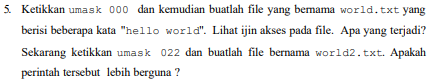 5. Ketikkan umask 000 dan kemudian buatlah file yang bernama world.txt yang
berisi beberapa kata "hello world". Lihat ijin akses pada file. Apa yang terjadi?
Sekarang ketikkan umask 022 dan buatlah file bernama world2.txt. Apakah
perintah tersebut lebih berguna ?